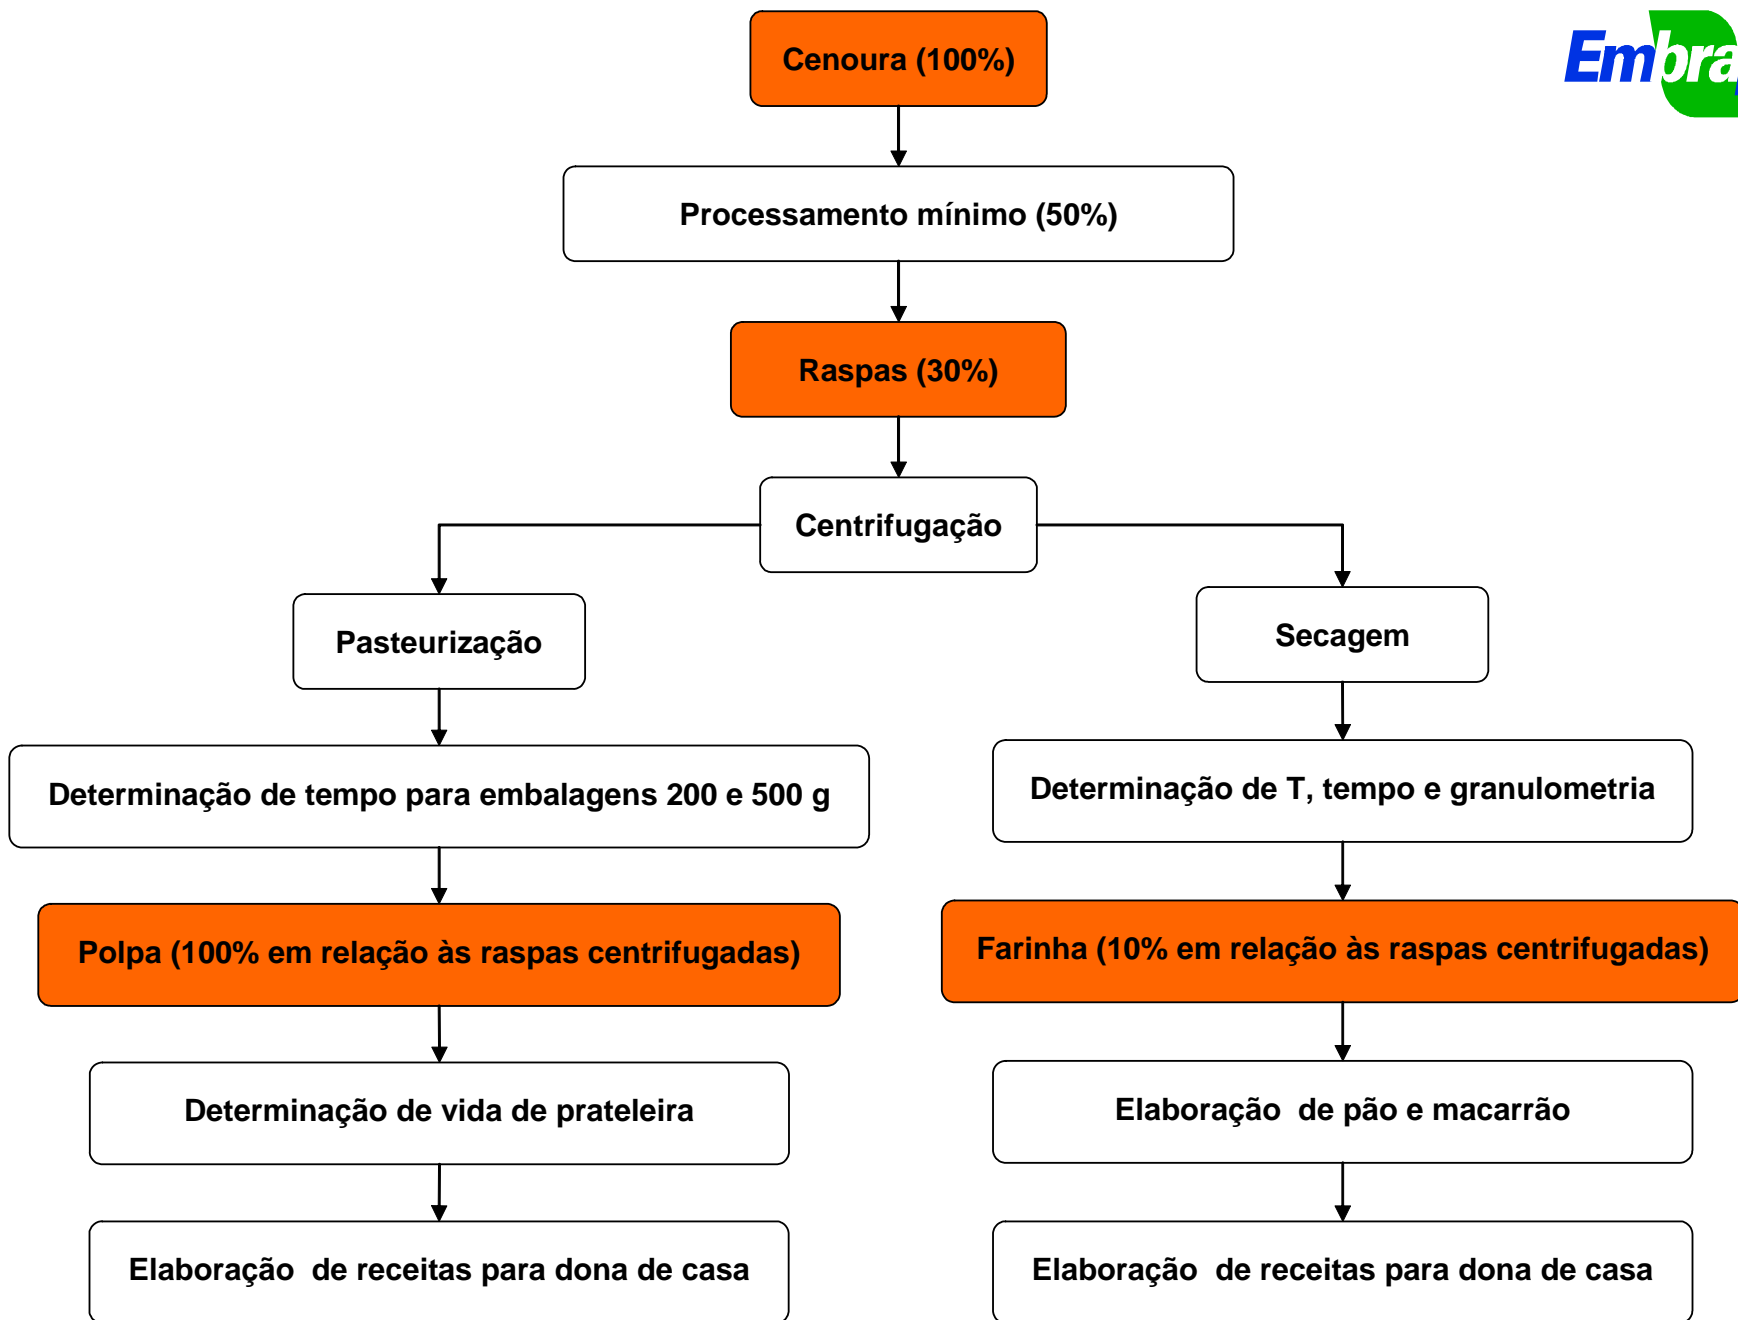 Cenoura (100%)
Embra
Processamento mínimo (50%)
Raspas (30%)
Centrifugação
Pasteurização
Secagem
Determinação de tempo para embalagens 200 e 500 g
Determinação de T, tempo e granulometria
Polpa (100% em relação às raspas centrifugadas)
Farinha (10% em relação às raspas centrifugadas)
Determinação de vida de prateleira
Elaboração  de pão e macarrão
Elaboração  de receitas para dona de casa
Elaboração  de receitas para dona de casa